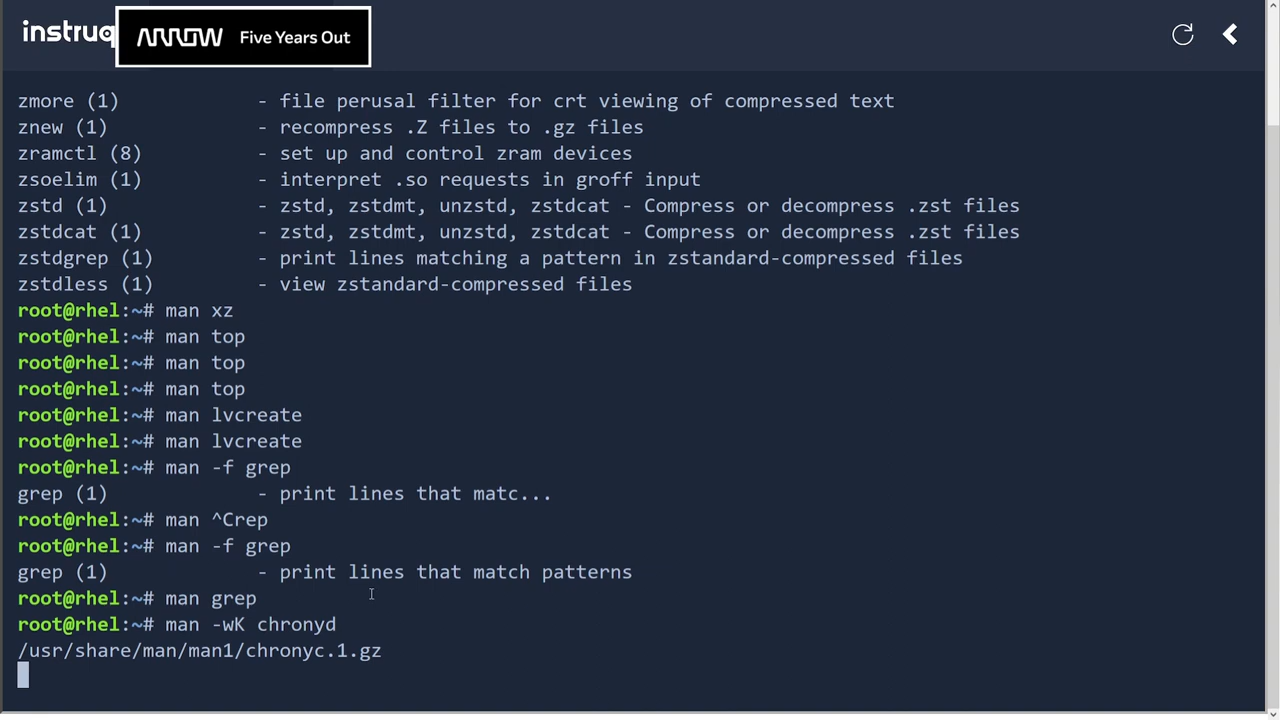 instruq
ARROW Five Years Out
zmore (1) - file perusal filter for crt viewing of compressed text
znew (1) - recompress .Z files to .gz files
zramctl (8) - set up and control zram devices
zsoelim (1) - interpret .so requests in groff input
zstd (1) - zstd, zstdmt, unzstd, zstdcat - Compress or decompress .zst files
zstdcat (1) - zstd, zstdmt, unzstd, zstdcat - Compress or decompress .zst files
zstdgrep (1) - print lines matching a pattern in zstandard-compressed files
zstdless (1) - view zstandard-compressed files
root@rhel:~# man xz
root@rhel:~# man top
root@rhel:~# man top
root@rhel:~# man top
root@rhel:~# man lvcreate
root@rhel:~# man lvcreate
root@rhel:~# man -f grep
grep (1) - print lines that matc...
root@rhel:~# man ^Crep
root@rhel:~# man -f grep
grep (1) - print lines that match patterns
root@rhel:~# man grep
root@rhel:~# man -wK chronyd
/usr/share/man/man1/chronyc.1.gz